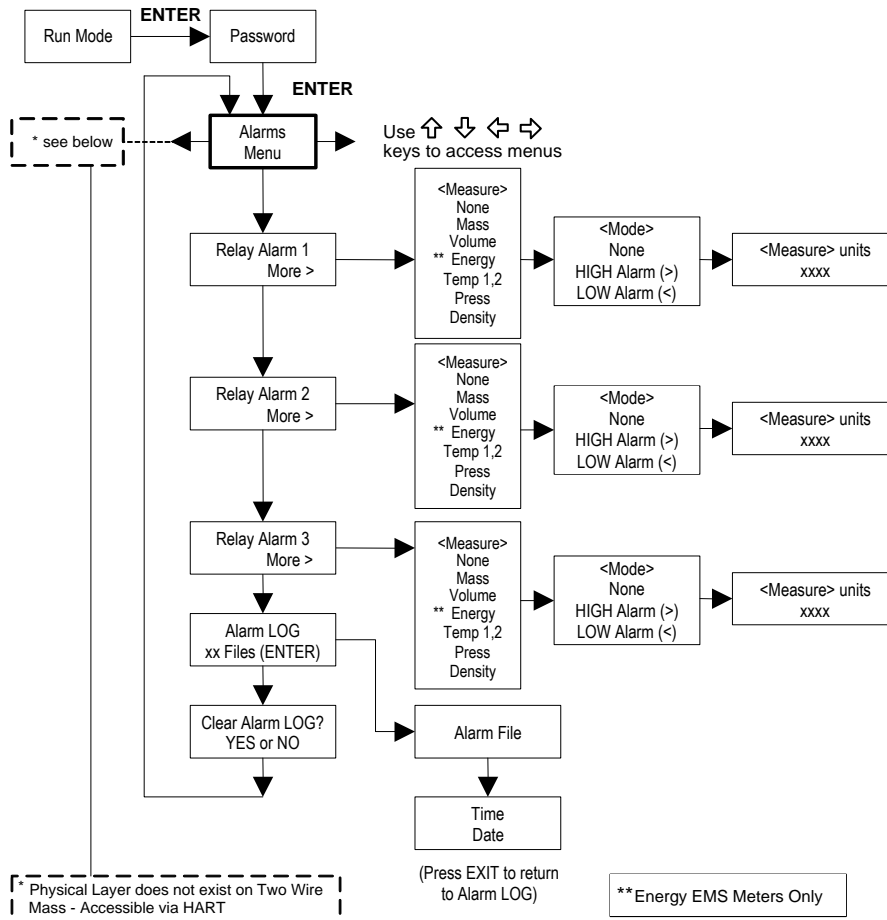 ENTER
Run Mode
Password
ENTER
* see below
Alarms
Menu
Use
keys to access menus
Relay Alarm 1
More >
<Measure>
None
Mass
Volume
** Energy
Temp 1,2
Press
Density
<Mode>
None
HIGH Alarm (>)
LOW Alarm (<)
<Measure> units
xxxx
Relay Alarm 2
More >
<Measure>
None
Mass
Volume
** Energy
Temp 1,2
Press
Density
<Mode>
None
HIGH Alarm (>)
LOW Alarm (<)
<Measure> units
xxxx
Relay Alarm 3
More >
<Measure>
None
Mass
Volume
** Energy
Temp 1,2
Press
Density
<Mode>
None
HIGH Alarm (>)
LOW Alarm (<)
<Measure> units
xxxx
Alarm LOG
xx Files (ENTER)
Clear Alarm LOG?
YES or NO
Alarm File
Time
Date
(Press EXIT to return
to Alarm LOG)
* Physical Layer does not exist on Two Wire
Mass - Accessible via HART
**Energy EMS Meters Only